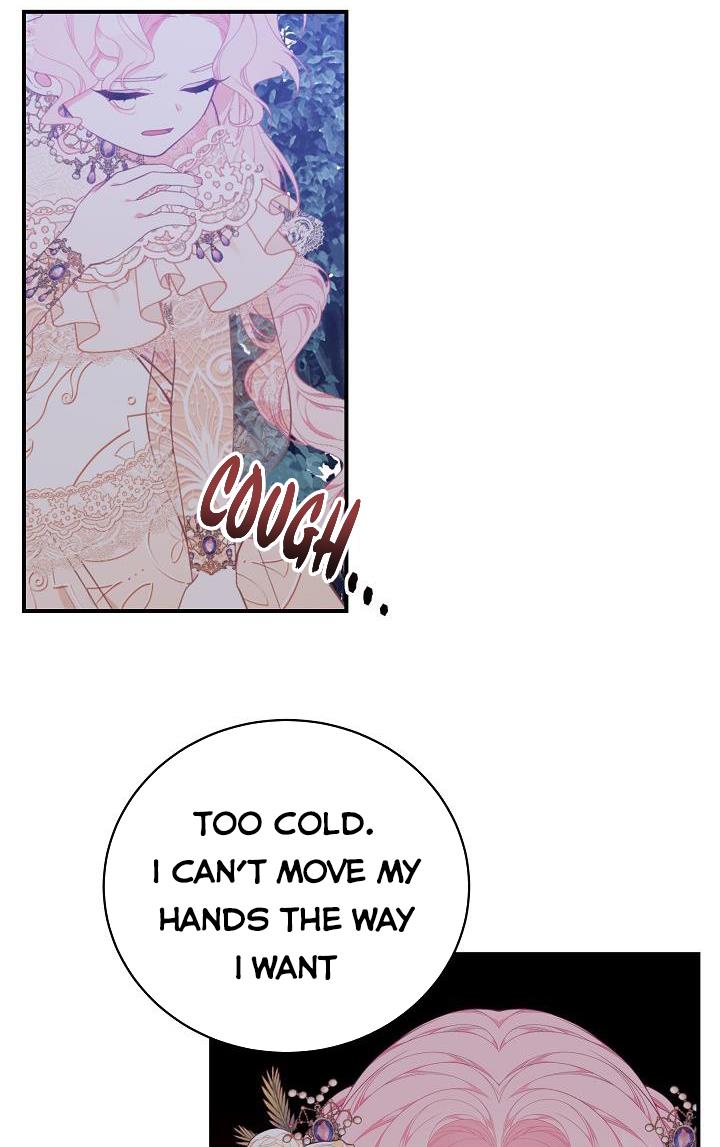 COUGH...
TOO COLD.
I CAN'T MOVE MY
HANDS THE WAY
I WANT